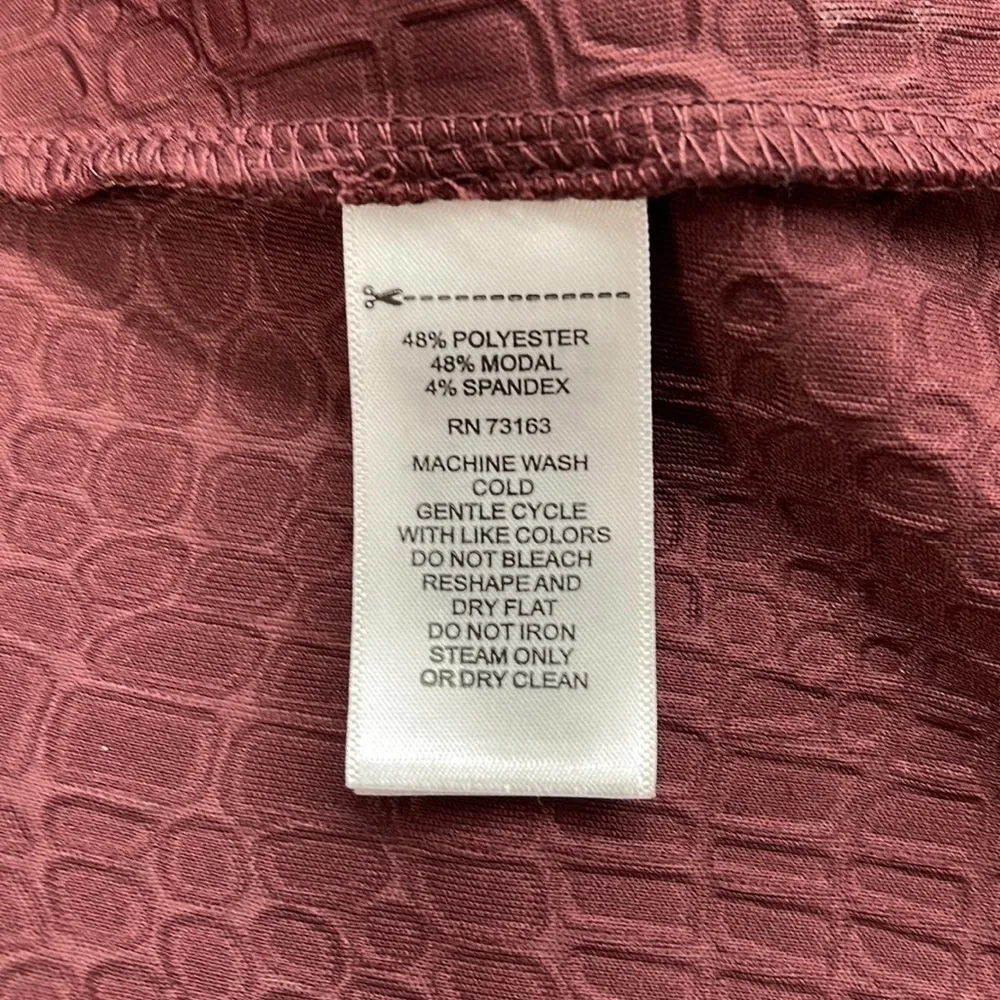 48% POLYESTER
48% MODAL
4% SPANDEX
RN 73163
MACHINE WASH
COLD
GENTLE CYCLE
WITH LIKE COLORS
DO NOT BLEACH
RESHAPE AND
DRY FLAT
DO NOT IRON
STEAM ONLY
OR DRY CLEAN